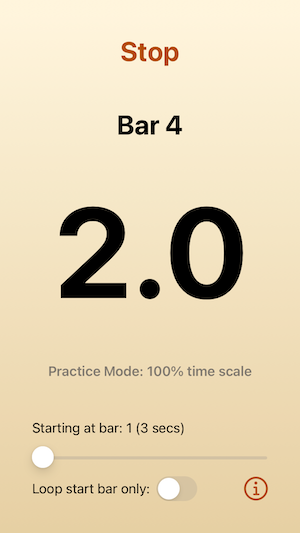 Stop
Bar 4
2.0
Practice Mode: 100% time scale
Starting at bar: 1 (3 secs)
Loop start bar only: